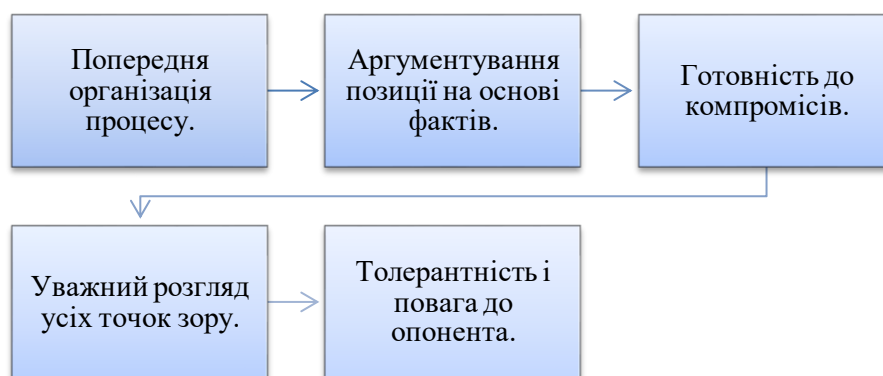 Попередня
організація
процесу.
Аргументування
позиції на основі
фактів.
Готовність до
компромісів.
Уважний розгляд
усіх точок зору.
Толерантність і
повага до
опонента.